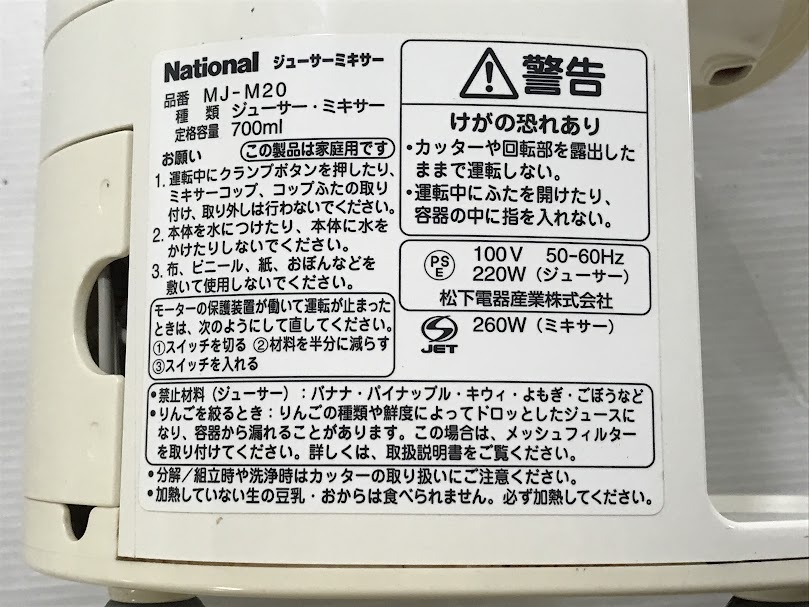 National ジューサーミキサー
品番 MJ-M20
種類 ジューサー・ミキサー
定格容量 700ml
お願い この製品は家庭用です
1. 運転中にクランプボタンを押したり、
ミキサーコップ、コップふたの取り
付け、取り外しは行わないでください。
2. 本体を水につけたり、本体に水を
かけたりしないでください。
3. 布、ビニール、紙、おぼんなどを
敷いて使用しないでください。
モーターの保護装置が働いて運転が止まった
ときは、次のようにして直してください。
①スイッチを切る ②材料を半分に減らす
③スイッチを入れる
警告
けがの恐れあり
・カッターや回転部を露出した
ままで運転しない。
・運転中にふたを開けたり、
容器の中に指を入れない。
PS E 100V 50-60Hz
220W(ジューサー)
松下電器産業株式会社
JET 260W(ミキサー)
・禁止材料(ジューサー):バナナ・パイナップル・キウィ・よもぎ・ごぼうなど
・りんごを絞るとき:りんごの種類や鮮度によってドロッとしたジュースに
なり、容器から漏れることがあります。この場合は、メッシュフィルター
を取り付けてください。詳しくは、取扱説明書をご覧ください。
・分解/組立時や洗浄時はカッターの取り扱いにご注意ください。
・加熱していない生の豆乳・おからは食べられません。必ず加熱してください。